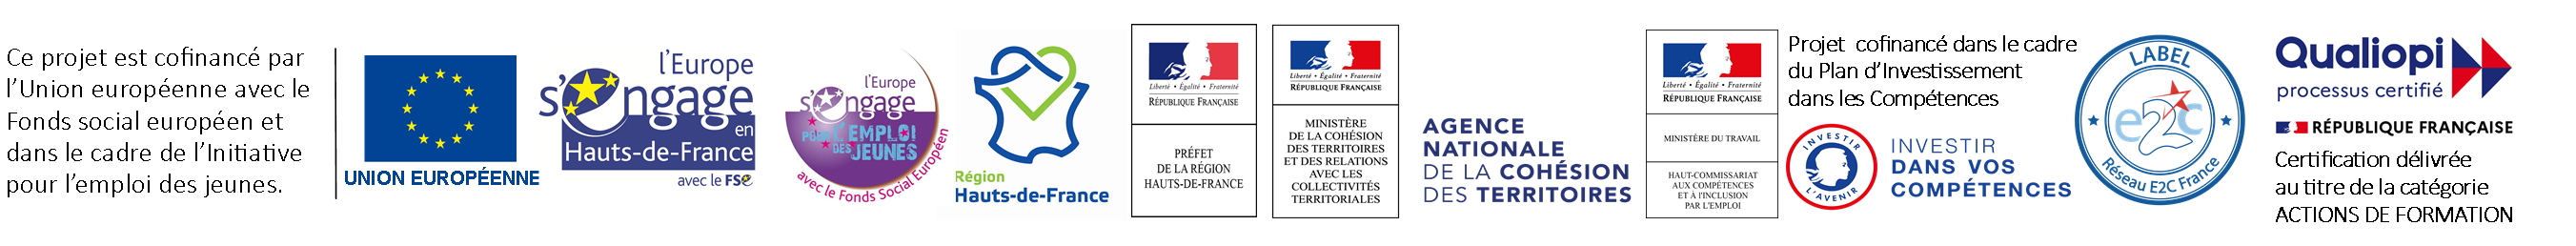 Ce projet est cofinancé par
l'Union européenne avec le
Fonds social européen et
dans le cadre de l'Initiative
pour l'emploi des jeunes.
UNION EUROPÉENNE
l'Europe
s'engage
en
Hauts-de-France
avec le FSE
l'Europe
s'engage
POUR L'EMPLOI
DES JEUNES
avec le Fonds Social Européen
Région
Hauts-de-France
Liberté • Égalité • Fraternité
RÉPUBLIQUE FRANÇAISE
PRÉFET
DE LA RÉGION
HAUTS-DE-FRANCE
Liberté • Égalité • Fraternité
RÉPUBLIQUE FRANÇAISE
MINISTÈRE
DE LA COHÉSION
DES TERRITOIRES
ET DES RELATIONS
AVEC LES
COLLECTIVITÉS
TERRITORIALES
AGENCE
NATIONALE
DE LA COHÉSION
DES TERRITOIRES
Liberté • Égalité • Fraternité
RÉPUBLIQUE FRANÇAISE
MINISTÈRE DU TRAVAIL
HAUT-COMMISSARIAT
AUX COMPÉTENCES
ET À L'INCLUSION
PAR L'EMPLOI
Projet cofinancé dans le cadre
du Plan d'Investissement
dans les Compétences
INVESTIR
L'AVENIR
INVESTIR
DANS VOS
COMPÉTENCES
LABEL
e2c
Réseau E2C France
Qualiopi
processus certifié
RÉPUBLIQUE FRANÇAISE
Certification délivrée
au titre de la catégorie
ACTIONS DE FORMATION